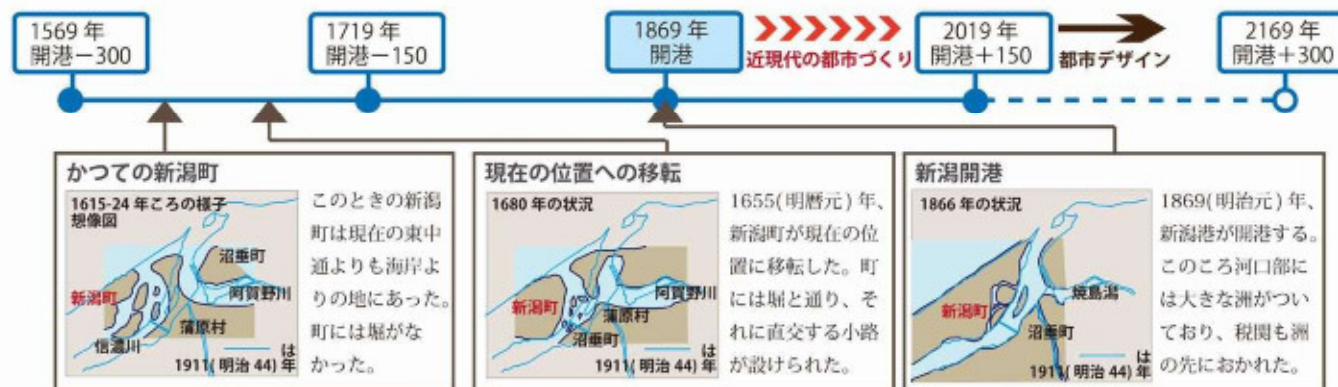 1569 年
開港－300
1719 年
開港－150
1869 年
開港
近現代の都市づくり
2019 年
開港+150
都市デザイン
2169 年
開港+300
かつての新潟町
1615-24 年ころの様子
想像図
沼垂町
新潟町
阿賀野川
蒲原村
信濃川
は
1911( 明治 44) 年
このときの新潟
町は現在の東中
通よりも海岸よ
りの地にあった。
町には堀がな
かった。
現在の位置への移転
1680 年の状況
新潟町
阿賀野川
蒲原村
沼垂町
は
1911( 明治 44) 年
1655(明暦元) 年、
新潟町が現在の位
置に移転した。町
には堀と通り、そ
れに直交する小路
が設けられた。
新潟開港
1866 年の状況
新潟町
焼島潟
沼垂町
は
1911( 明治 44) 年
1869(明治元) 年、
新潟港が開港する。
このころ河口部に
は大きな洲がつい
ており、税関も洲
の先におかれた。